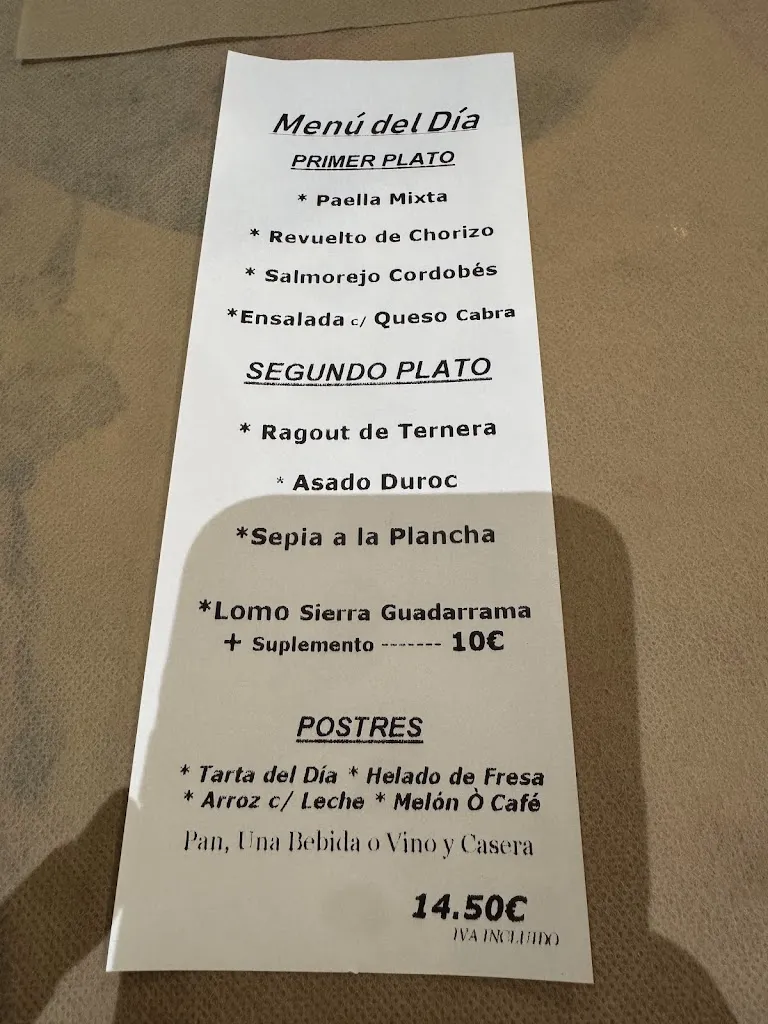 Menú del Día
PRIMER PLATO
* Paella Mixta
* Revuelto de Chorizo
* Salmorejo Cordobés
*Ensalada c/ Queso Cabra
SEGUNDO PLATO
* Ragout de Ternera
* Asado Duroc
*Sepia a la Plancha
*Lomo Sierra Guadarrama
+ Suplemento ------- 10€
POSTRES
* Tarta del Día * Helado de Fresa
* Arroz c/ Leche * Melón Ò Café
Pan, Una Bebida o Vino y Casera
14.50€
IVA INCLUIDO